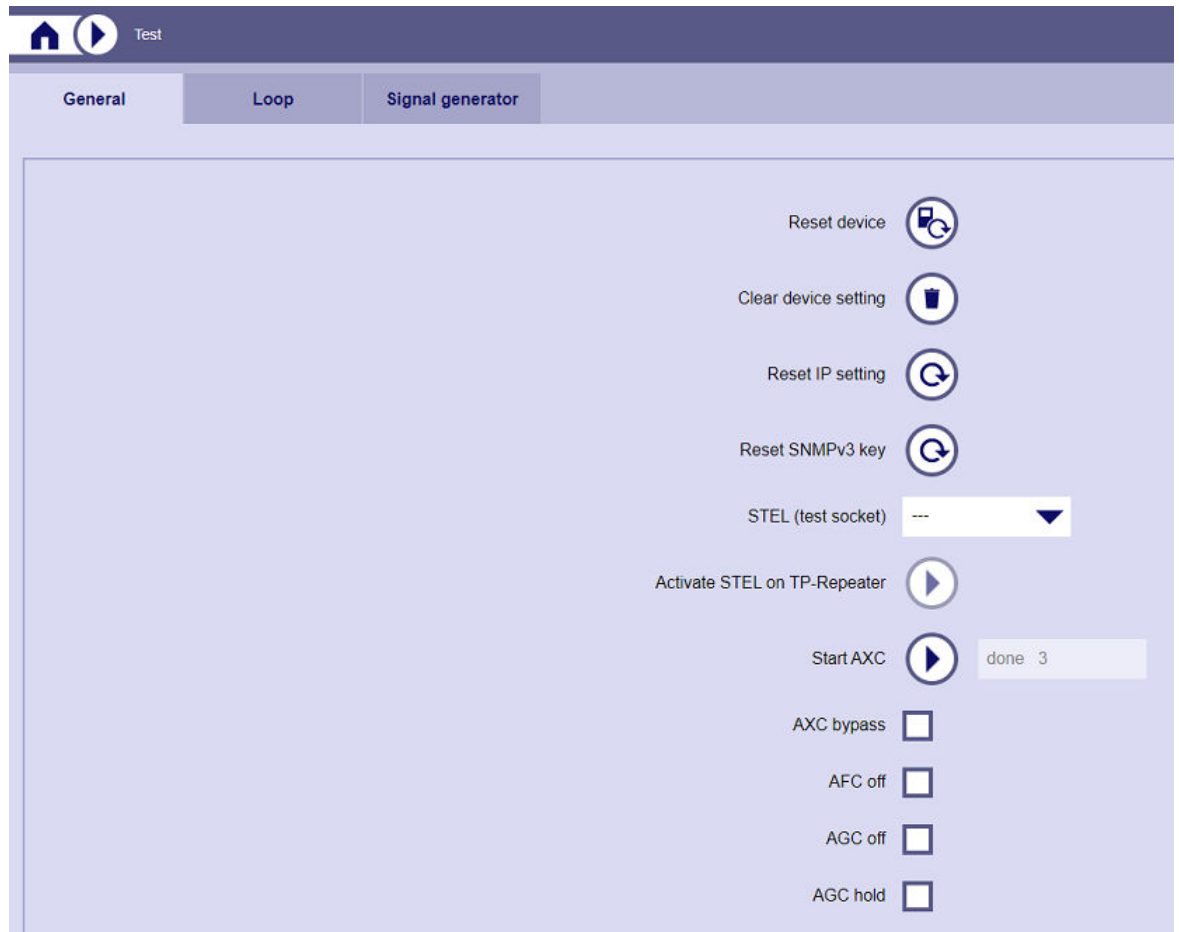 Test
General Loop Signal generator
Reset device
Clear device setting
Reset IP setting
Reset SNMPv3 key
STEL (test socket) ---
Activate STEL on TP-Repeater
Start AXC done 3
AXC bypass
AFC off
AGC off
AGC hold